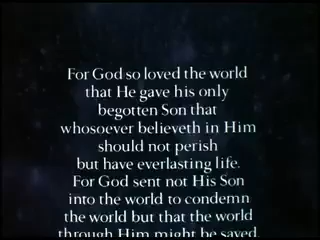 For God so loved the world
that He gave his only
begotten Son that
whosoever believeth in Him
should not perish
but have everlasting life.
For God sent not His Son
into the world to condemn
the world but that the world
through Him might be saved.